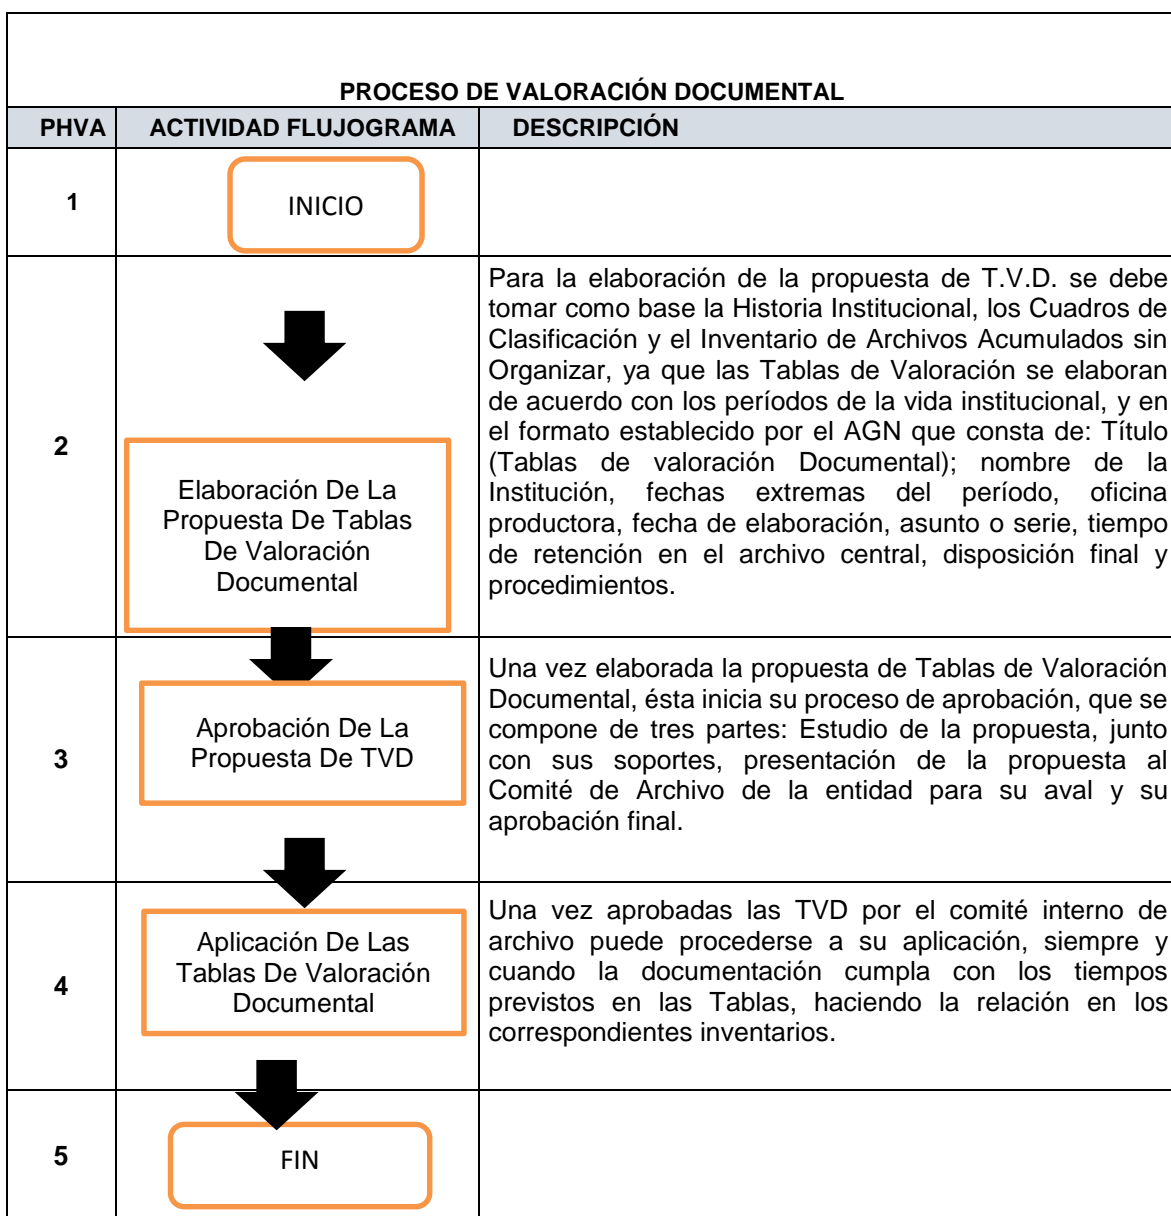 PROCESO DE VALORACIÓN DOCUMENTAL
PHVA ACTIVIDAD FLUJOGRAMA DESCRIPCIÓN
1
INICIO
2
Elaboración De La
Propuesta De Tablas
De Valoración
Documental
Para la elaboración de la propuesta de T.V.D. se debe
tomar como base la Historia Institucional, los Cuadros de
Clasificación y el Inventario de Archivos Acumulados sin
Organizar, ya que las Tablas de Valoración se elaboran
de acuerdo con los períodos de la vida institucional, y en
el formato establecido por el AGN que consta de: Título
(Tablas de valoración Documental); nombre de la
Institución, fechas extremas del período, oficina
productora, fecha de elaboración, asunto o serie, tiempo
de retención en el archivo central, disposición final y
procedimientos.
3
Aprobación De La
Propuesta De TVD
Una vez elaborada la propuesta de Tablas de Valoración
Documental, ésta inicia su proceso de aprobación, que se
compone de tres partes: Estudio de la propuesta, junto
con sus soportes, presentación de la propuesta al
Comité de Archivo de la entidad para su aval y su
aprobación final.
4
Aplicación De Las
Tablas De Valoración
Documental
Una vez aprobadas las TVD por el comité interno de
archivo puede procederse a su aplicación, siempre y
cuando la documentación cumpla con los tiempos
previstos en las Tablas, haciendo la relación en los
correspondientes inventarios.
5
FIN